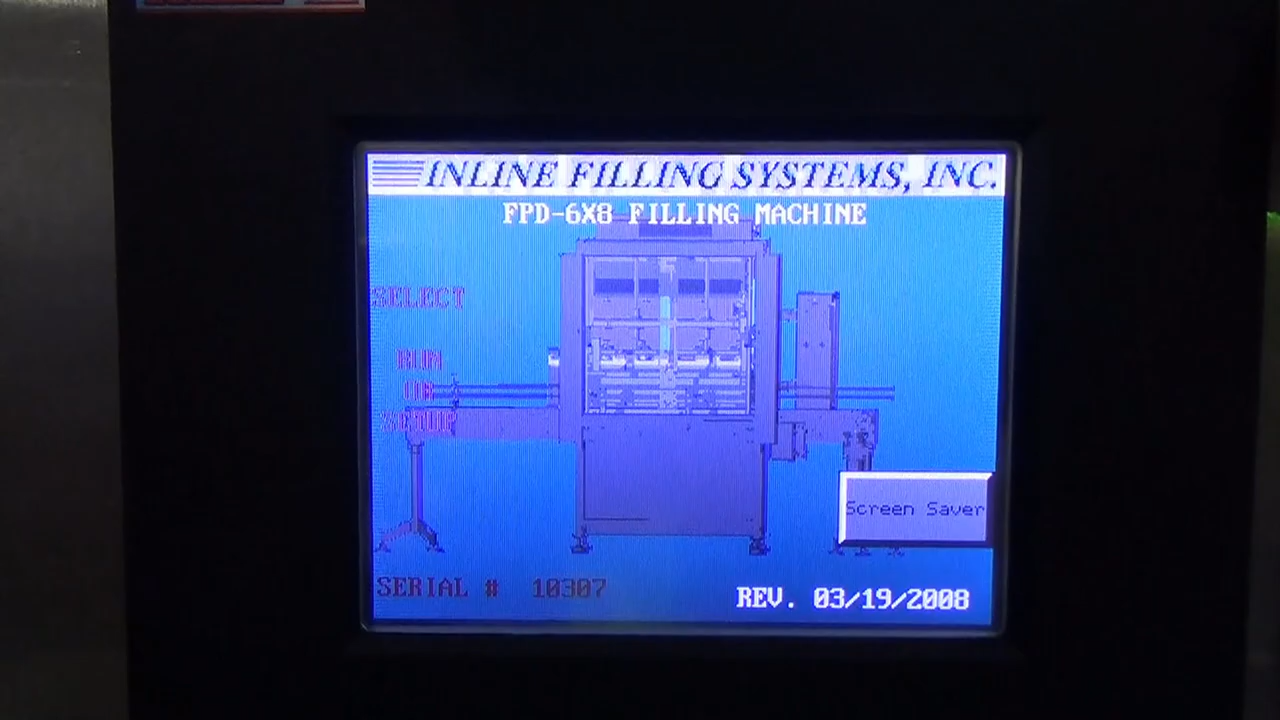 INLINE FILLING SYSTEMS, INC.
FPD-6X8 FILLING MACHINE
SELECT
RUN
OR
SETUP
Screen Saver
SERIAL # 10307
REV. 03/19/2008